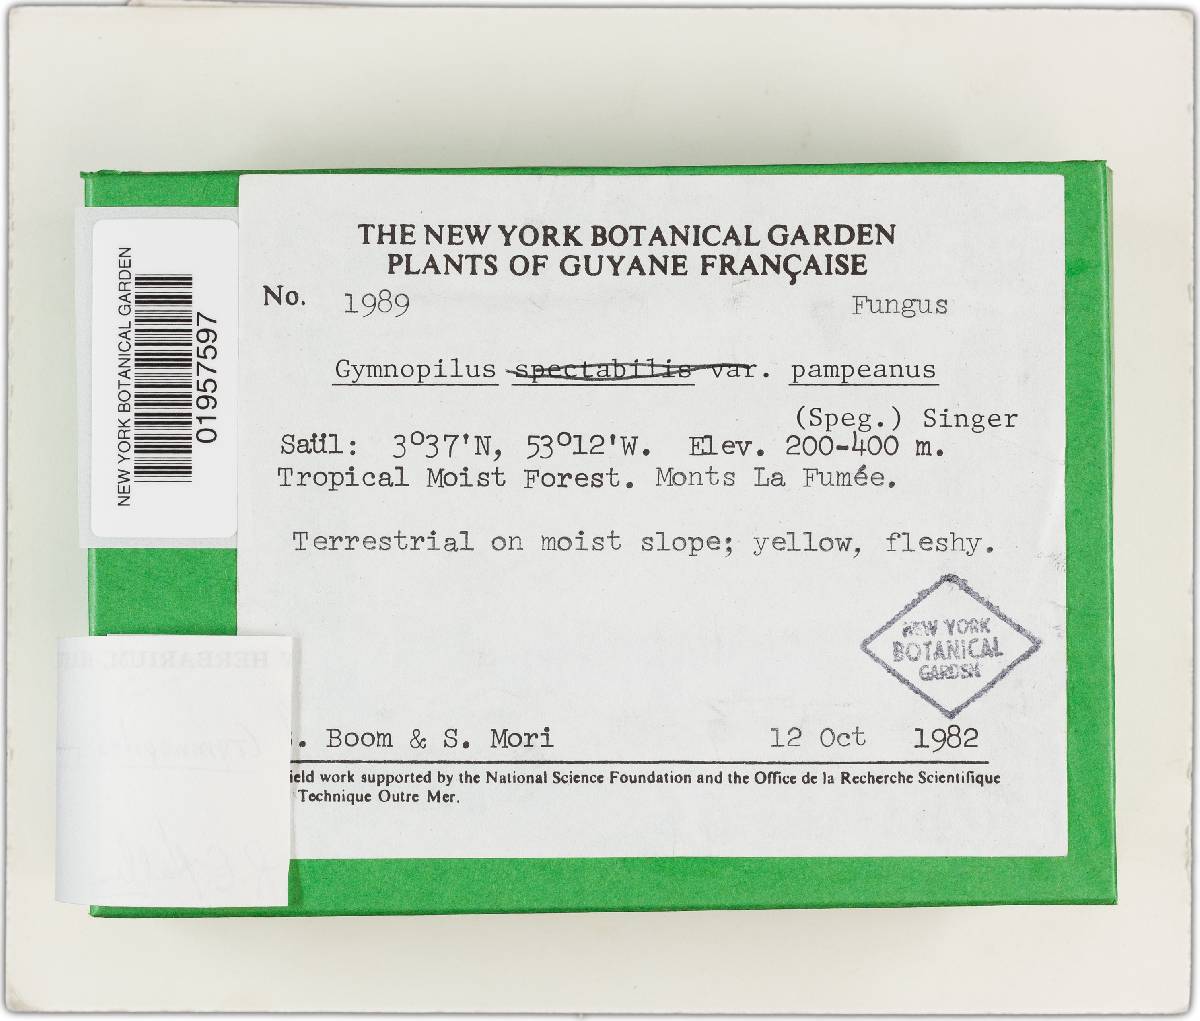 THE NEW YORK BOTANICAL GARDEN
PLANTS OF GUYANE FRANÇAISE
No. 1989 Fungus
Gymnopilus spectabilis var. pampeanus
(Speg.) Singer
Saül: 3°37'N, 53°12'W. Elev. 200-400 m.
Tropical Moist Forest. Monts La Fumée.
Terrestrial on moist slope; yellow, fleshy.
NEW YORK
BOTANICAL
GARDEN
. Boom & S. Mori 12 Oct 1982
ield work supported by the National Science Foundation and the Office de la Recherche Scientifique
Technique Outre Mer.
NEW YORK BOTANICAL GARDEN
01957597
HERBARIUM